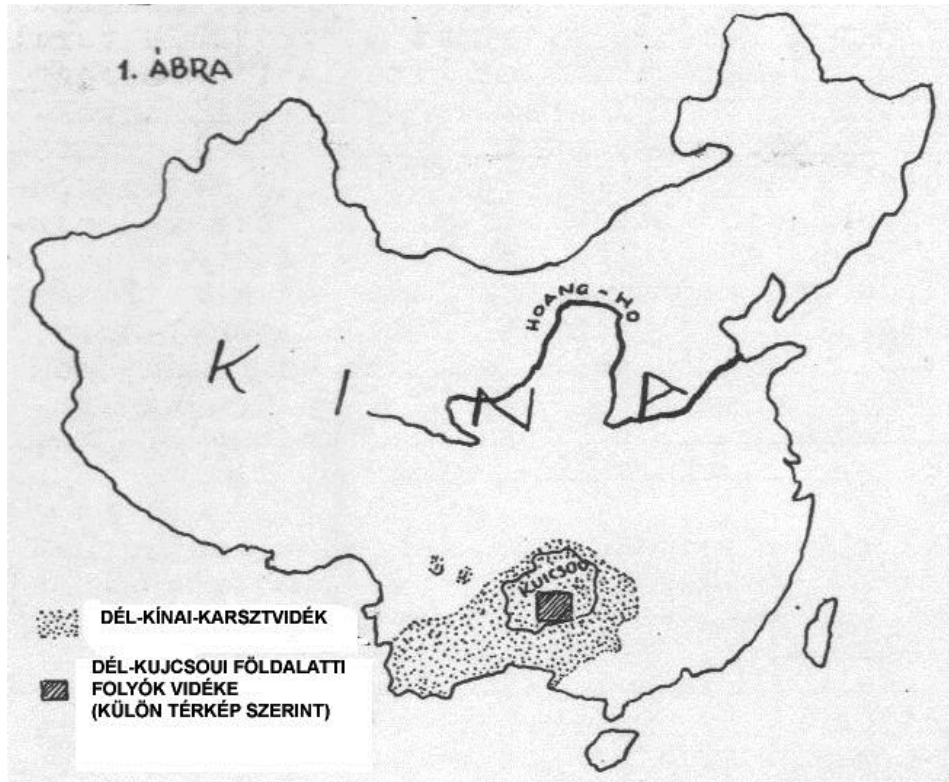 1. ÁBRA
HOANG-HO
K I N A
KUJCSOU
DÉL-KÍNAI-KARSZTVIDÉK
DÉL-KUJCSOUI FÖLDALATTI
FOLYÓK VIDÉKE
(KÜLÖN TÉRKÉP SZERINT)